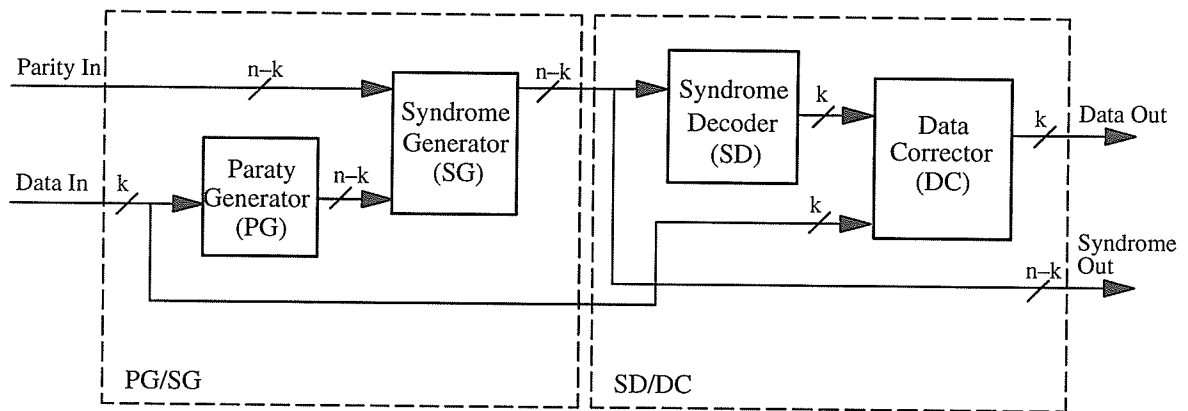 Parity In
n–k
Syndrome
Generator
(SG)
n–k
Data In
k
Paraty
Generator
(PG)
n–k
PG/SG
Syndrome
Decoder
(SD)
k
Data
Corrector
(DC)
k
Data Out
k
n–k
Syndrome
Out
SD/DC